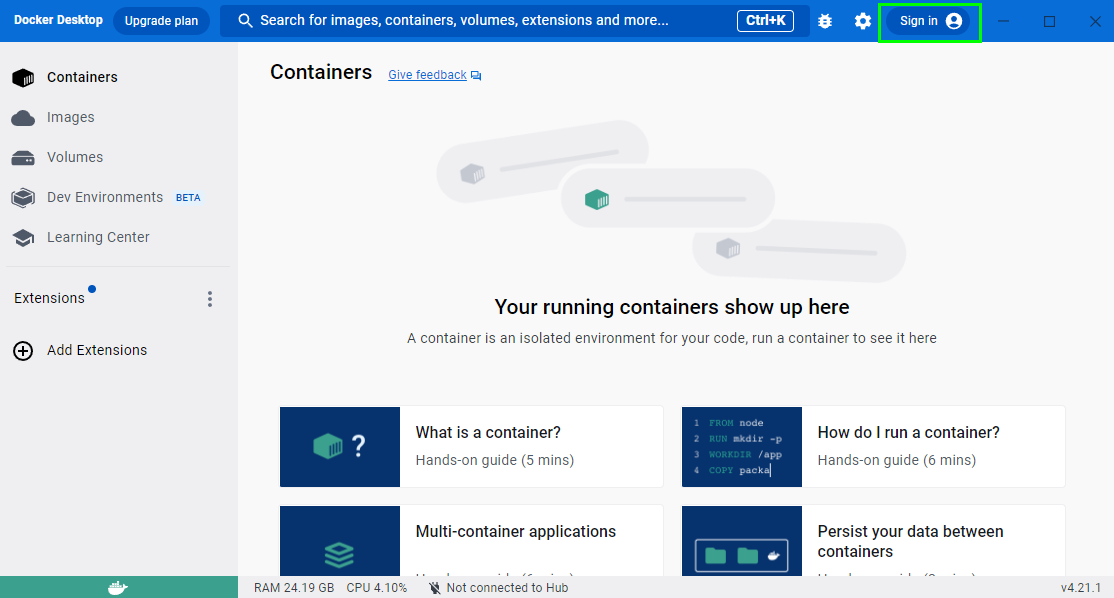 Docker Desktop
Upgrade plan
Search for images, containers, volumes, extensions and more...
Ctrl+K
Sign in
Containers
Images
Volumes
Dev Environments BETA
Learning Center
Extensions
Add Extensions
Containers
Give feedback
Your running containers show up here
A container is an isolated environment for your code, run a container to see it here
?
What is a container?
Hands-on guide (5 mins)
1 FROM node
2 RUN mkdir -p
3 WORKDIR /app
4 COPY packa
How do I run a container?
Hands-on guide (6 mins)
Multi-container applications
Persist your data between
containers
RAM 24.19 GB CPU 4.10% Not connected to Hub
v4.21.1